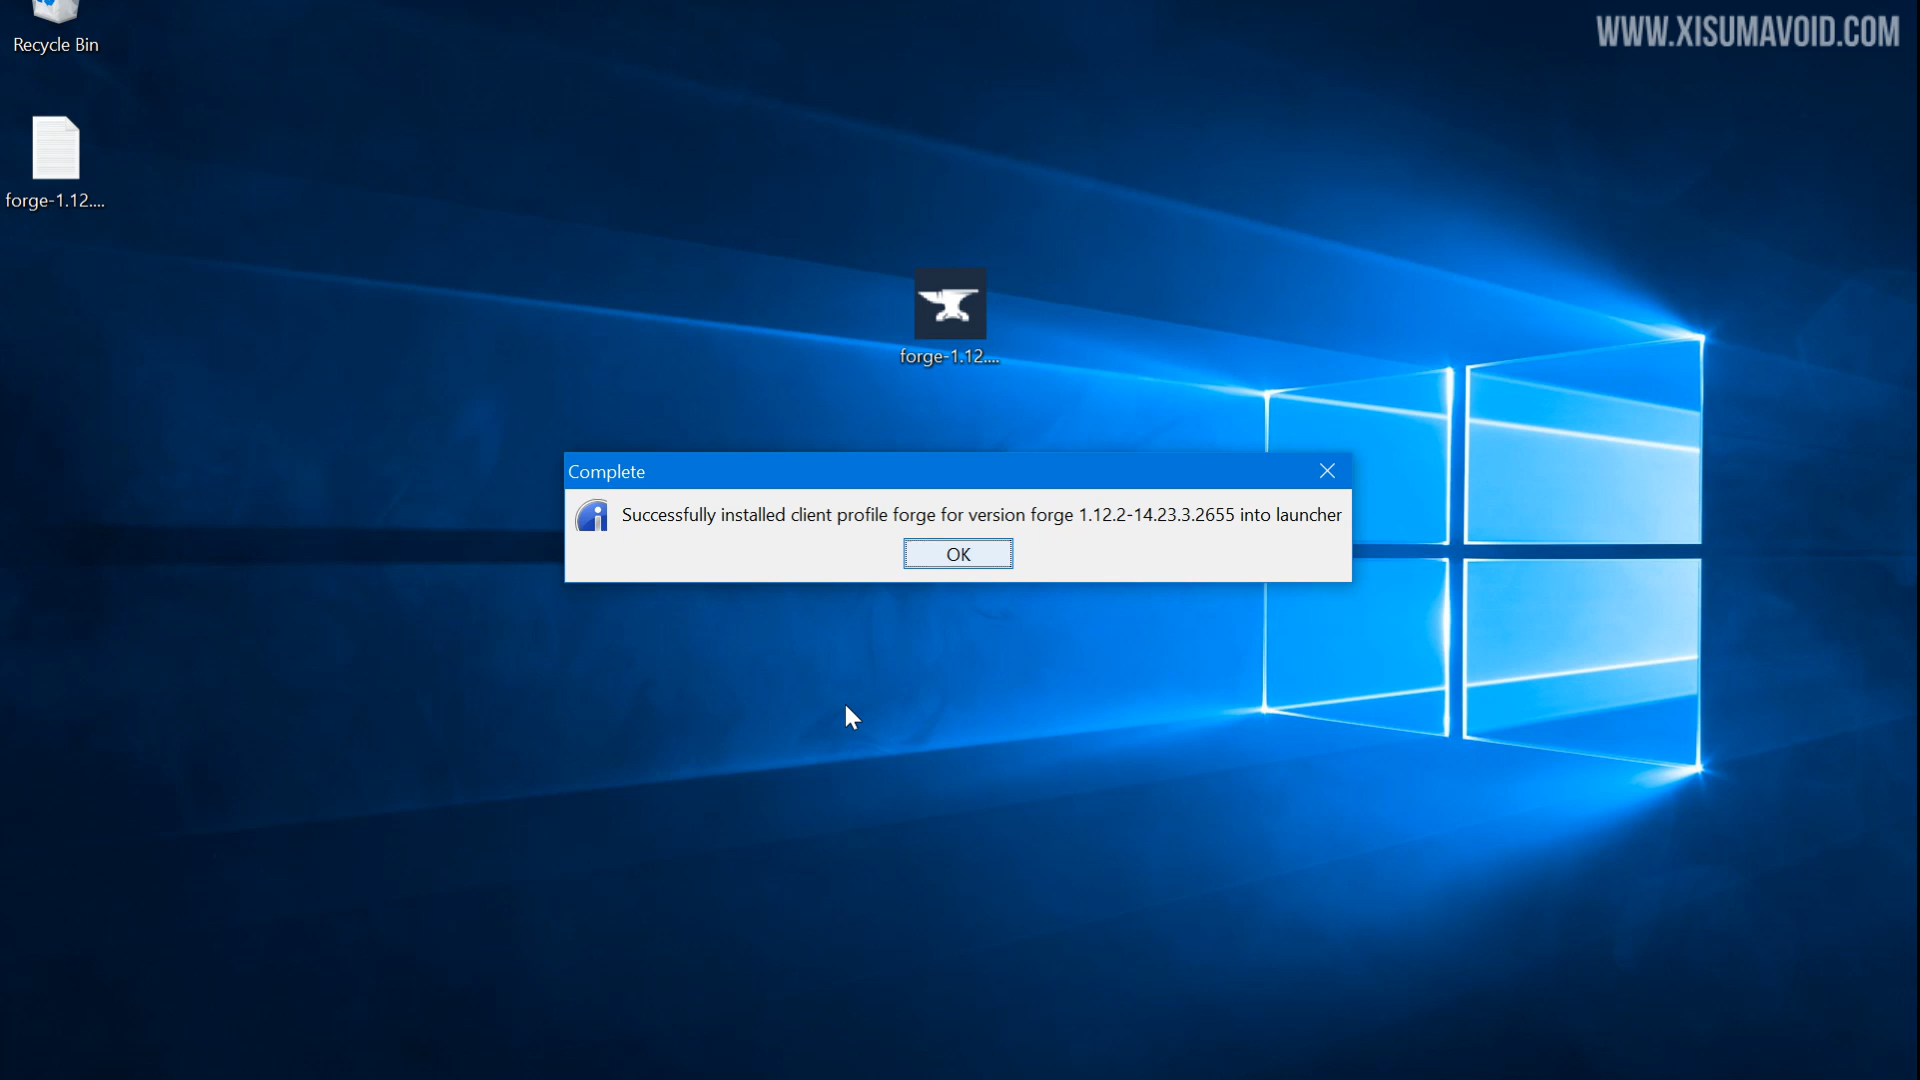 WWW.XISUMAVOID.COM
Recycle Bin
forge-1.12....
forge-1.12....
Complete
Successfully installed client profile forge for version forge 1.12.2-14.23.3.2655 into launcher
OK